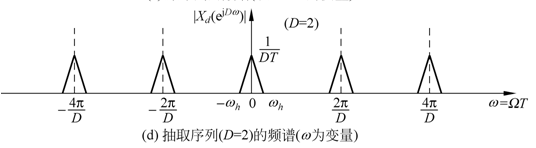 |X_d(e^{jDω})|
(D=2)
1/DT
-4π/D -2π/D -ω_h 0 ω_h 2π/D 4π/D ω=ΩT
(d) 抽取序列(D=2)的频谱(ω为变量)